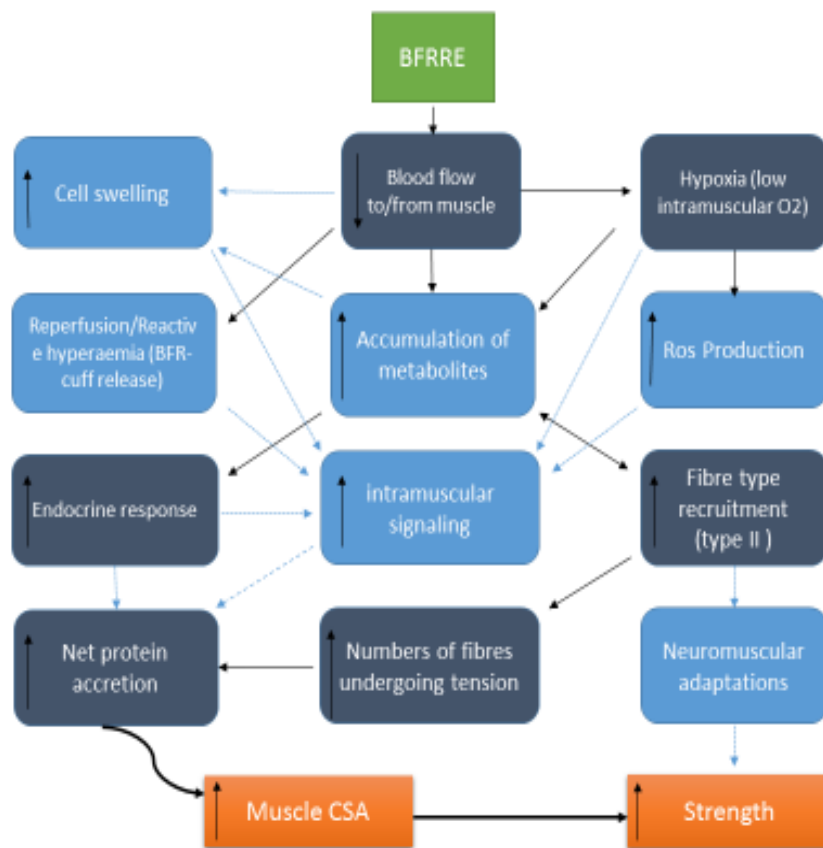 BFRRE
Cell swelling
Blood flow
to/from muscle
Hypoxia (low
intramuscular O2)
Reperfusion/Reactiv
e hyperaemia (BFR-
cuff release)
Accumulation of
metabolites
Ros Production
Endocrine response
intramuscular
signaling
Fibre type
recruitment
(type II )
Net protein
accretion
Numbers of fibres
undergoing tension
Neuromuscular
adaptations
Muscle CSA
Strength